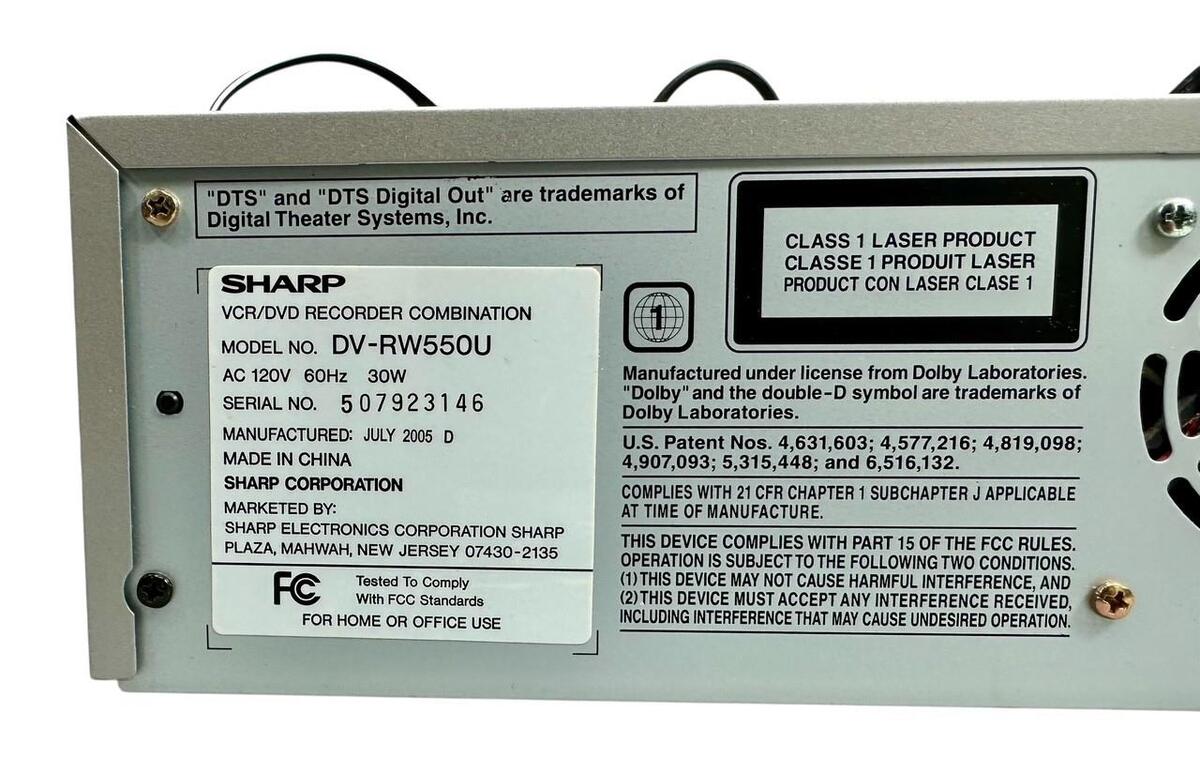 "DTS" and "DTS Digital Out" are trademarks of
Digital Theater Systems, Inc.
SHARP
VCR/DVD RECORDER COMBINATION
MODEL NO. DV-RW550U
AC 120V 60Hz 30W
SERIAL NO. 507923146
MANUFACTURED: JULY 2005 D
MADE IN CHINA
SHARP CORPORATION
MARKETED BY:
SHARP ELECTRONICS CORPORATION SHARP
PLAZA, MAHWAH, NEW JERSEY 07430-2135
FC
Tested To Comply
With FCC Standards
FOR HOME OR OFFICE USE
1
CLASS 1 LASER PRODUCT
CLASSE 1 PRODUIT LASER
PRODUCT CON LASER CLASE 1
Manufactured under license from Dolby Laboratories.
"Dolby" and the double-D symbol are trademarks of
Dolby Laboratories.
U.S. Patent Nos. 4,631,603; 4,577,216; 4,819,098;
4,907,093; 5,315,448; and 6,516,132.
COMPLIES WITH 21 CFR CHAPTER 1 SUBCHAPTER J APPLICABLE
AT TIME OF MANUFACTURE.
THIS DEVICE COMPLIES WITH PART 15 OF THE FCC RULES.
OPERATION IS SUBJECT TO THE FOLLOWING TWO CONDITIONS.
(1) THIS DEVICE MAY NOT CAUSE HARMFUL INTERFERENCE, AND
(2) THIS DEVICE MUST ACCEPT ANY INTERFERENCE RECEIVED,
INCLUDING INTERFERENCE THAT MAY CAUSE UNDESIRED OPERATION.